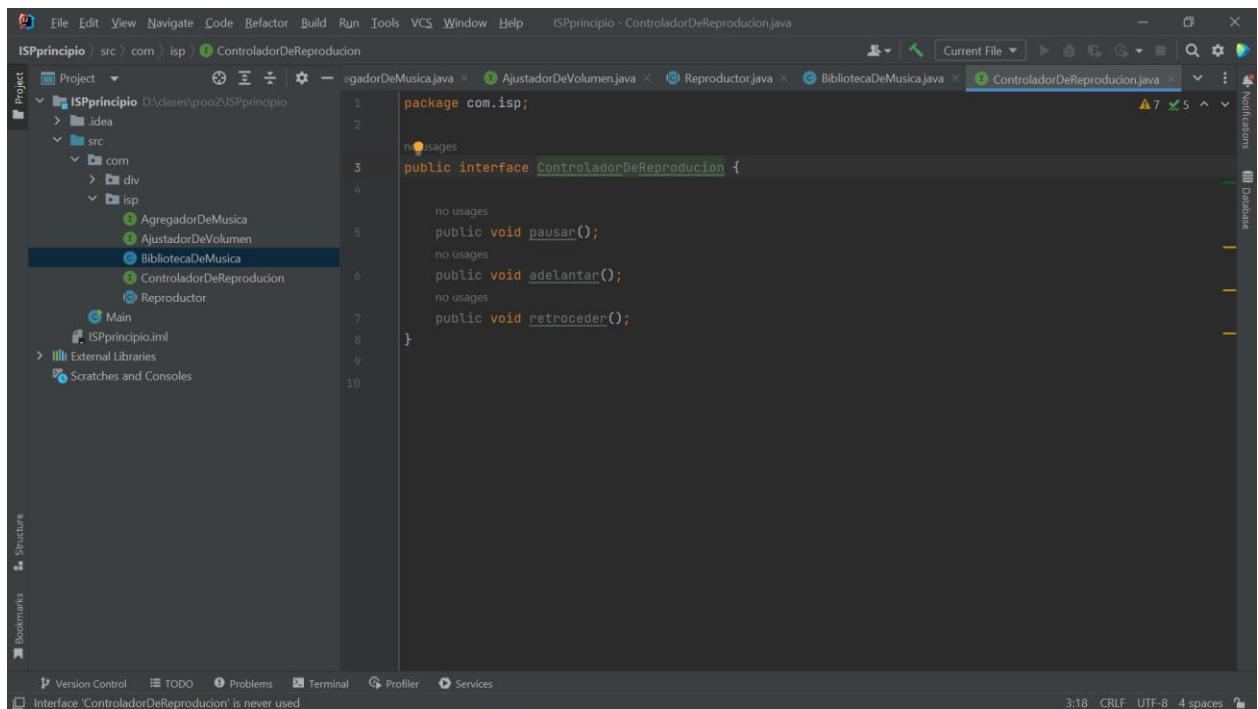 File Edit View Navigate Code Refactor Build Run Tools VCS Window Help ISPprincipio - ControladorDeReproducion.java
ISPprincipio src com isp ControladorDeReproducion
Current File
Project
egadorDeMusica.java AjustadorDeVolumen.java Reproductor.java BibliotecaDeMusica.java ControladorDeReproducion.java
Project
ISPprincipio D:\clases\poo2\ISPprincipio
.idea
src
com
div
isp
AgregadorDeMusica
AjustadorDeVolumen
BibliotecaDeMusica
ControladorDeReproducion
Reproductor
Main
ISPprincipio.iml
External Libraries
Scratches and Consoles
1 package com.isp;
2
usages
3 public interface ControladorDeReproducion {
4
no usages
5 public void pausar();
no usages
6 public void adelantar();
no usages
7 public void retroceder();
8 }
9
10
7 5
Notifications
Database
Structure
Bookmarks
Version Control TODO Problems Terminal Profiler Services
Interface 'ControladorDeReproducion' is never used
3:18 CRLF UTF-8 4 spaces